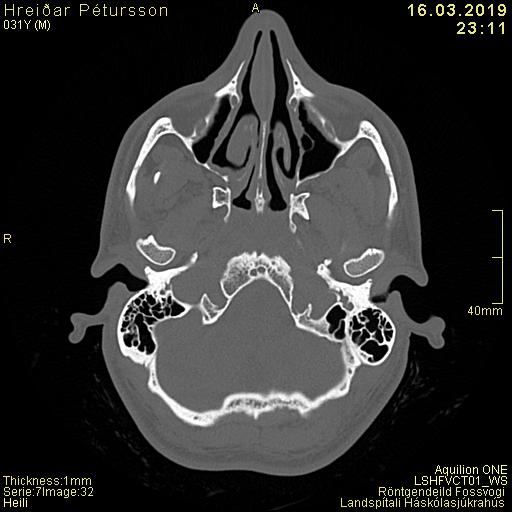 Hreiðar Pétursson
A
16.03.2019
031Y (M)
23:11
R
40mm
Thickness:1mm
Aquilion ONE
Serie:7Image:32
LSHFVCT01_WS
Heili
Röntgendeild Fossvogi
Landspítali Háskólasjúkrahús